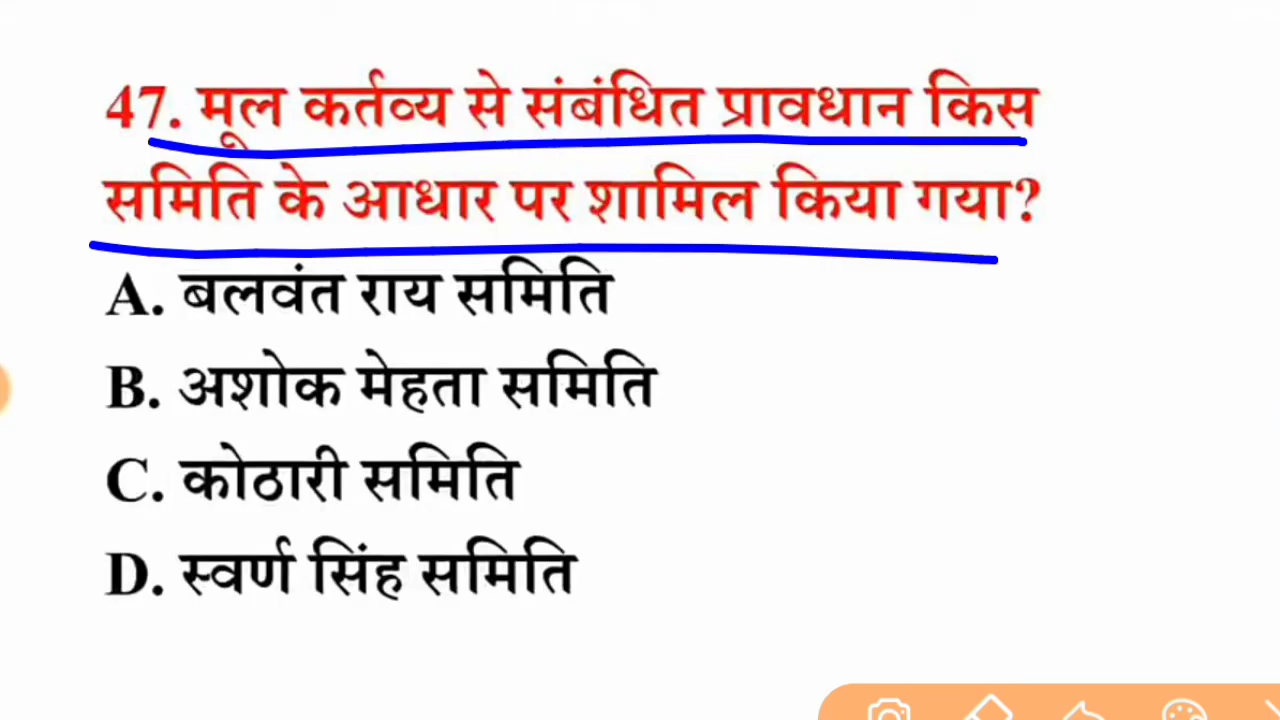 47. मूल कर्तव्य से संबंधित प्रावधान किस
समिति के आधार पर शामिल किया गया?
A. बलवंत राय समिति
B. अशोक मेहता समिति
C. कोठारी समिति
D. स्वर्ण सिंह समिति